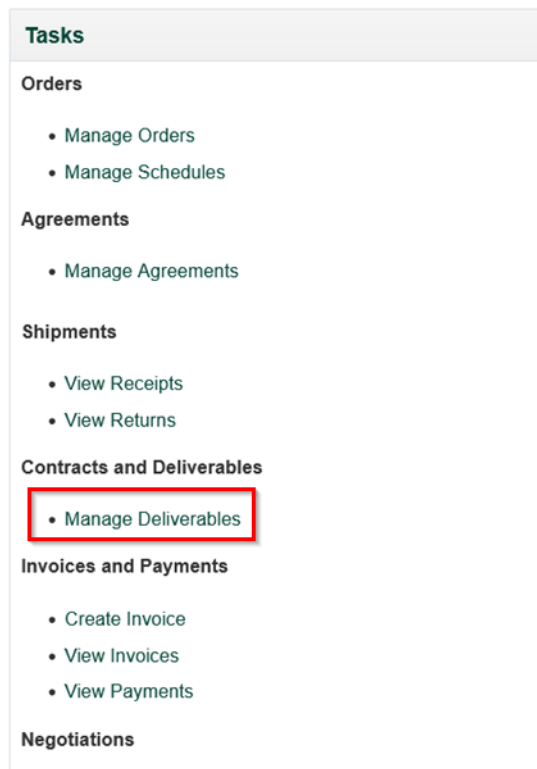 Tasks
Orders
• Manage Orders
• Manage Schedules
Agreements
• Manage Agreements
Shipments
• View Receipts
• View Returns
Contracts and Deliverables
• Manage Deliverables
Invoices and Payments
• Create Invoice
• View Invoices
• View Payments
Negotiations